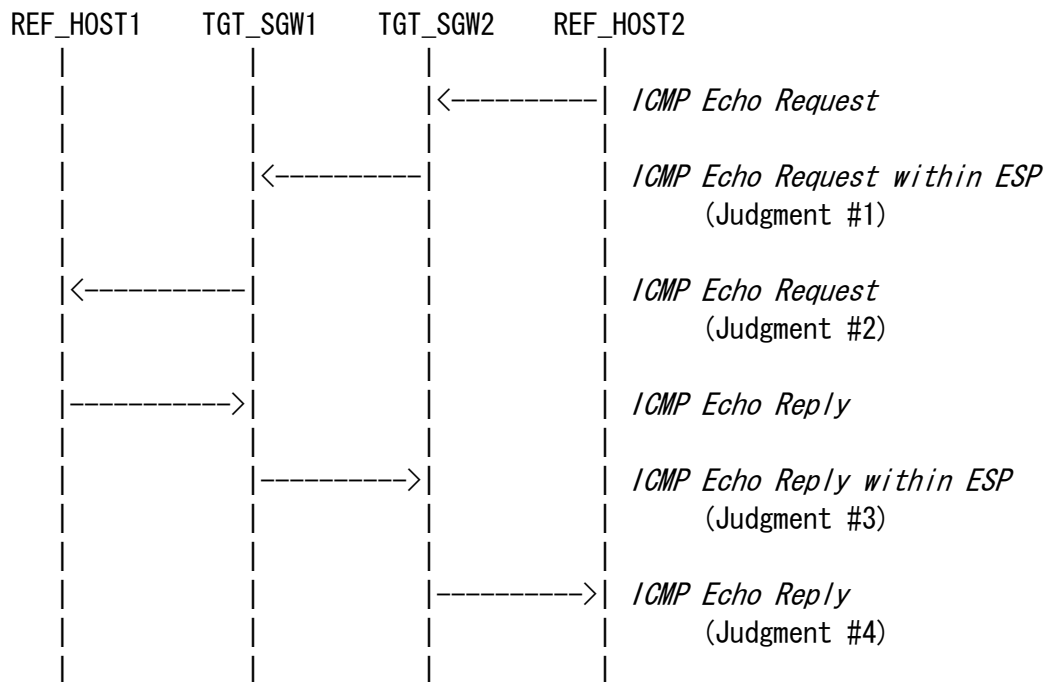 REF_HOST1 TGT_SGW1 TGT_SGW2 REF_HOST2
ICMP Echo Request
ICMP Echo Request within ESP
(Judgment #1)
ICMP Echo Request
(Judgment #2)
ICMP Echo Reply
ICMP Echo Reply within ESP
(Judgment #3)
ICMP Echo Reply
(Judgment #4)